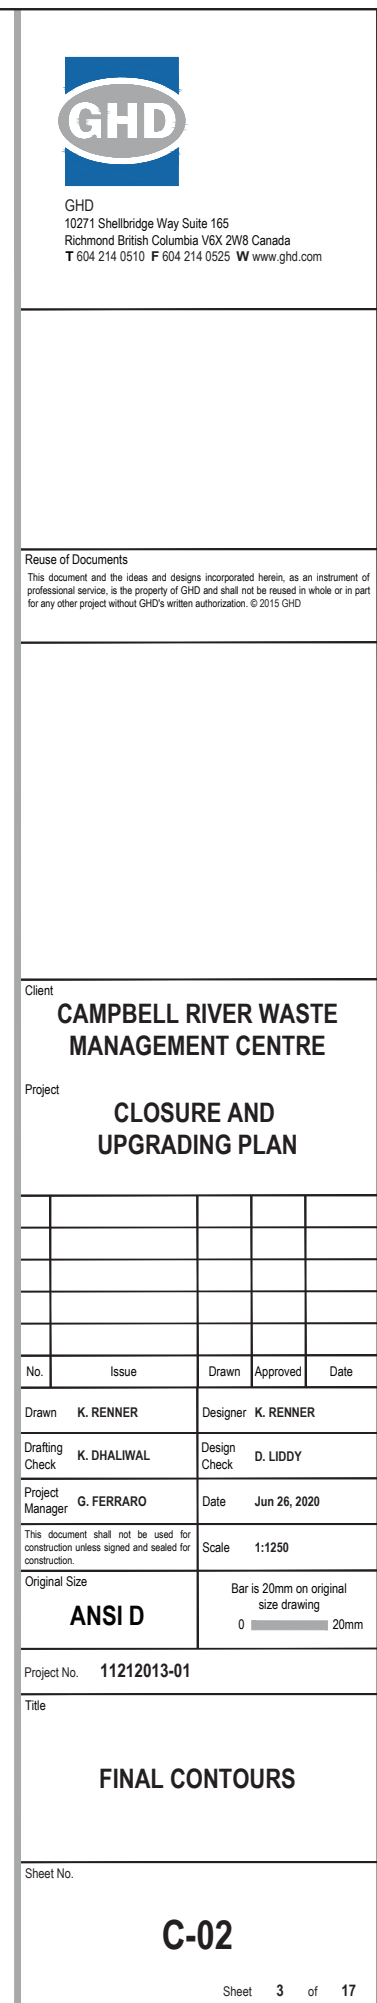 GHD
GHD
10271 Shellbridge Way Suite 165
Richmond British Columbia V6X 2W8 Canada
T 604 214 0510 F 604 214 0525 W www.ghd.com
Reuse of Documents
This document and the ideas and designs incorporated herein, as an instrument of
professional service, is the property of GHD and shall not be reused in whole or in part
for any other project without GHD's written authorization. © 2015 GHD
Client
CAMPBELL RIVER WASTE
MANAGEMENT CENTRE
Project
CLOSURE AND
UPGRADING PLAN
No. Issue Drawn Approved Date
Drawn K. RENNER Designer K. RENNER
Drafting
Check K. DHALIWAL
Design
Check D. LIDDY
Project
Manager G. FERRARO
Date Jun 26, 2020
This document shall not be used for
construction unless signed and sealed for
construction.
Scale 1:1250
Original Size
ANSI D
Bar is 20mm on original
size drawing
0 20mm
Project No. 11212013-01
Title
FINAL CONTOURS
Sheet No.
C-02
Sheet 3 of 17